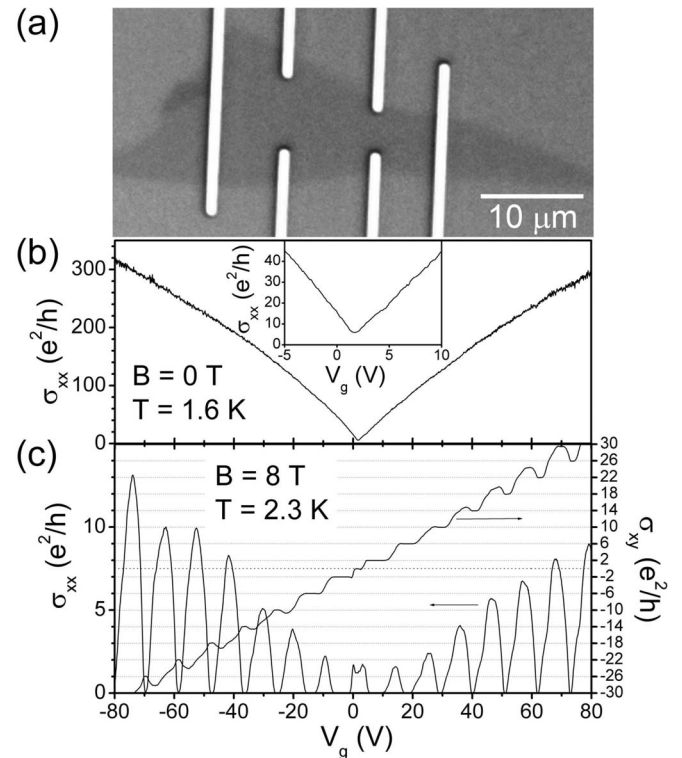 (a)
10 μm
(b)
300
200
100
0
σxx (e²/h)
B = 0 T
T = 1.6 K
40
30
20
10
0
σxx (e²/h)
-5 0 5 10
Vg (V)
(c)
B = 8 T
T = 2.3 K
10
5
0
σxx (e²/h)
30
26
22
18
14
10
6
2
-2
-6
-10
-14
-18
-22
-26
-30
σxy (e²/h)
-80 -60 -40 -20 0 20 40 60 80
Vg (V)